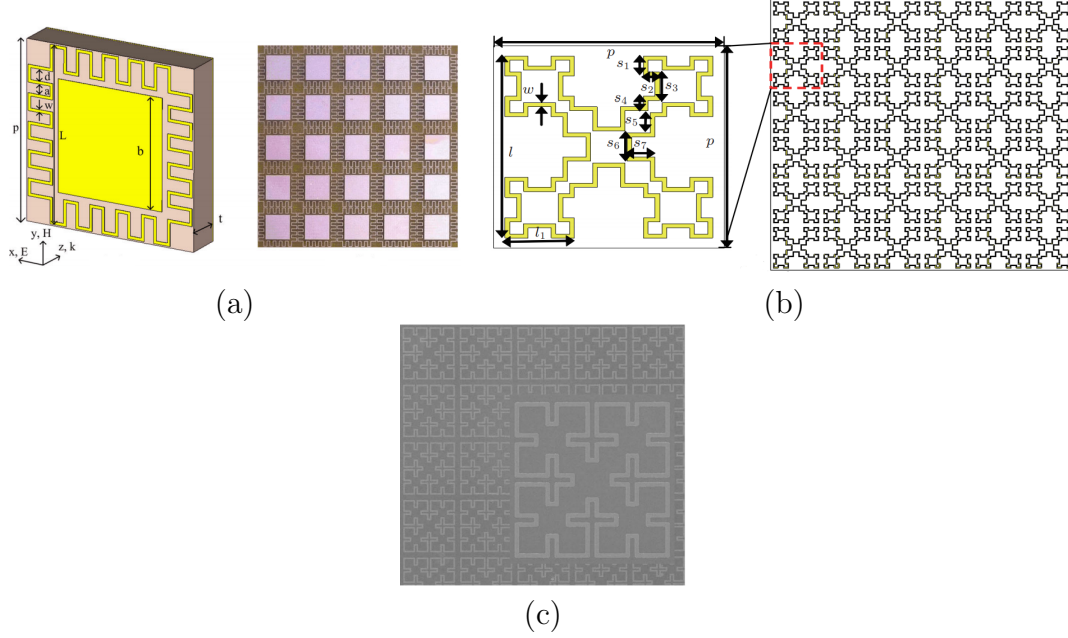 d
a
w
p
L
b
t
y, H
z, k
x, E
p
s₁
s₂
s₃
w
s₄
s₅
l
s₆
s₇
p
l₁
(a)
(b)
(c)